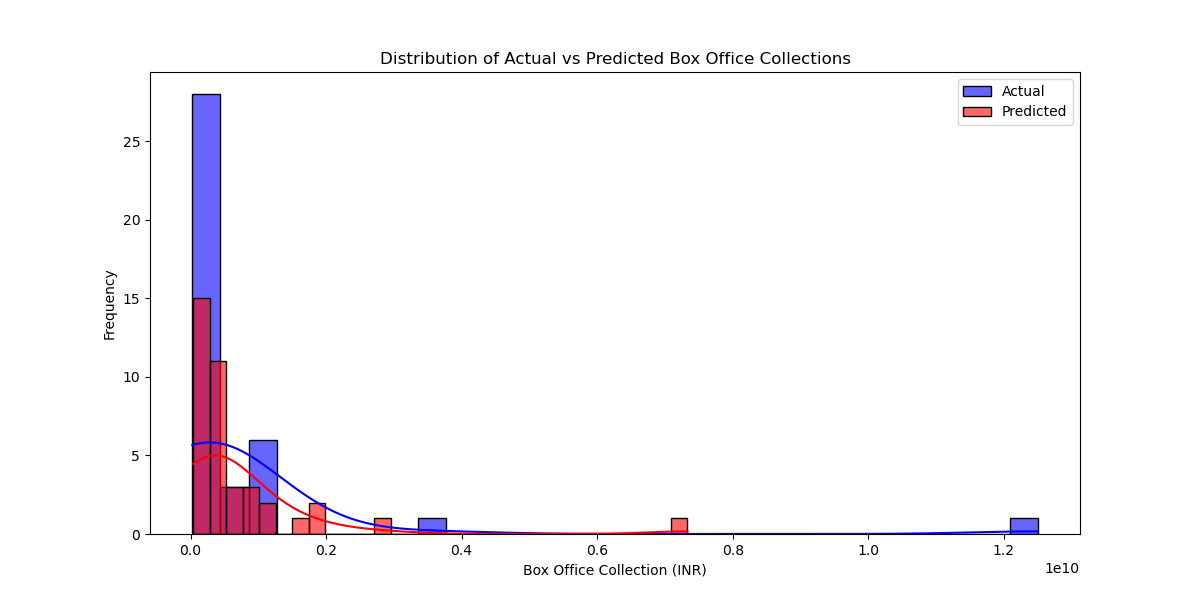 Distribution of Actual vs Predicted Box Office Collections
Actual
Predicted
Frequency
25
20
15
10
5
0
0.0 0.2 0.4 0.6 0.8 1.0 1.2
1e10
Box Office Collection (INR)